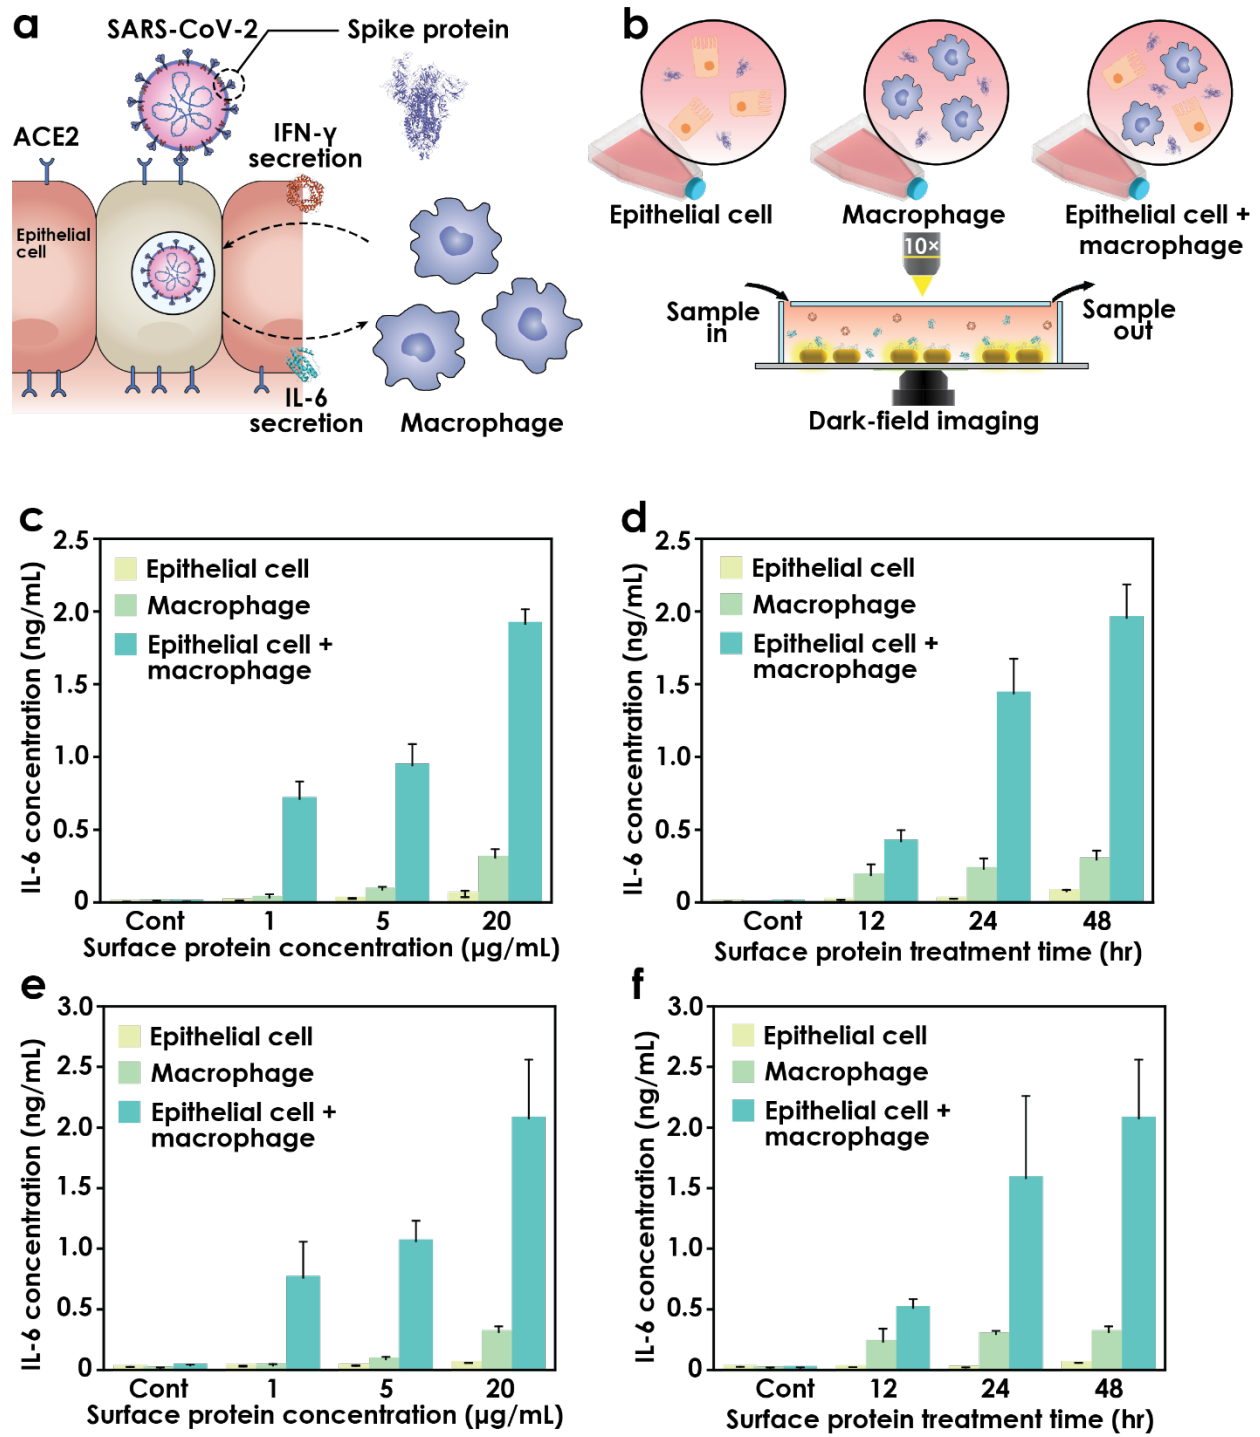 a
SARS-CoV-2
Spike protein
ACE2
IFN-γ
secretion
Epithelial
cell
IL-6
secretion
Macrophage
b
Epithelial cell
Macrophage
Epithelial cell +
macrophage
10×
Sample
in
Sample
out
Dark-field imaging
c
IL-6 concentration (ng/mL)
2.5
2.0
1.5
1.0
0.5
0
Epithelial cell
Macrophage
Epithelial cell +
macrophage
Cont 1 5 20
Surface protein concentration (μg/mL)
d
IL-6 concentration (ng/mL)
2.5
2.0
1.5
1.0
0.5
0
Epithelial cell
Macrophage
Epithelial cell +
macrophage
Cont 12 24 48
Surface protein treatment time (hr)
e
IL-6 concentration (ng/mL)
3.0
2.5
2.0
1.5
1.0
0.5
0
Epithelial cell
Macrophage
Epithelial cell +
macrophage
Cont 1 5 20
Surface protein concentration (μg/mL)
f
IL-6 concentration (ng/mL)
3.0
2.5
2.0
1.5
1.0
0.5
0
Epithelial cell
Macrophage
Epithelial cell +
macrophage
Cont 12 24 48
Surface protein treatment time (hr)